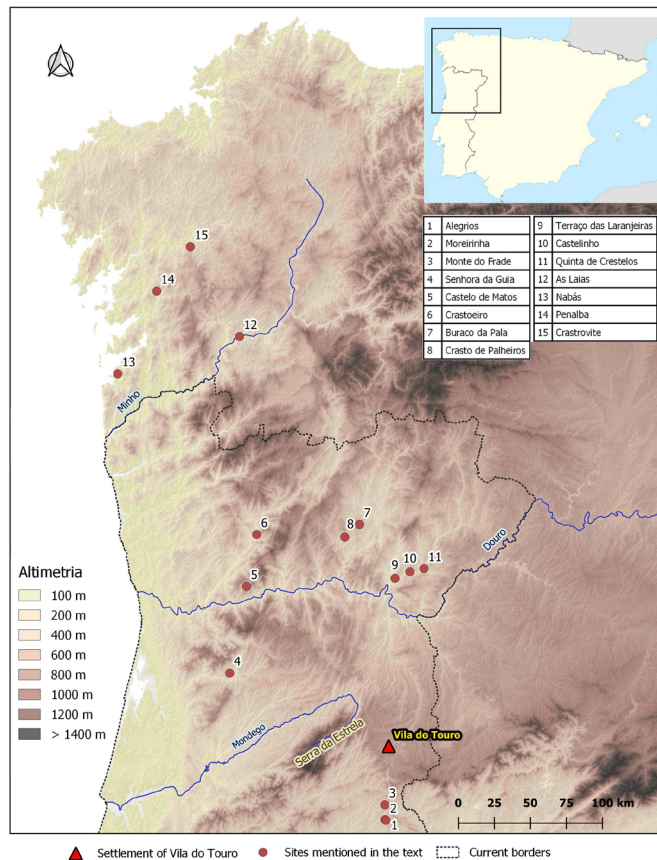 1 Alegrios
2 Moreirinha
3 Monte do Frade
4 Senhora da Guia
5 Castelo de Matos
6 Crastoeiro
7 Buraco da Pala
8 Crasto de Palheiros
9 Terraço das Laranjeiras
10 Castelinho
11 Quinta de Crestelos
12 As Laias
13 Nabás
14 Penalba
15 Crastrovite
15
14
12
13
Minho
7
6
8
Douro
11
10
9
5
Altimetria
100 m
200 m
400 m
600 m
800 m
1000 m
1200 m
> 1400 m
4
Mondego
Serra da Estrela
Vila do Touro
3
2
1
0 25 50 75 100 km
Settlement of Vila do Touro
Sites mentioned in the text
Current borders